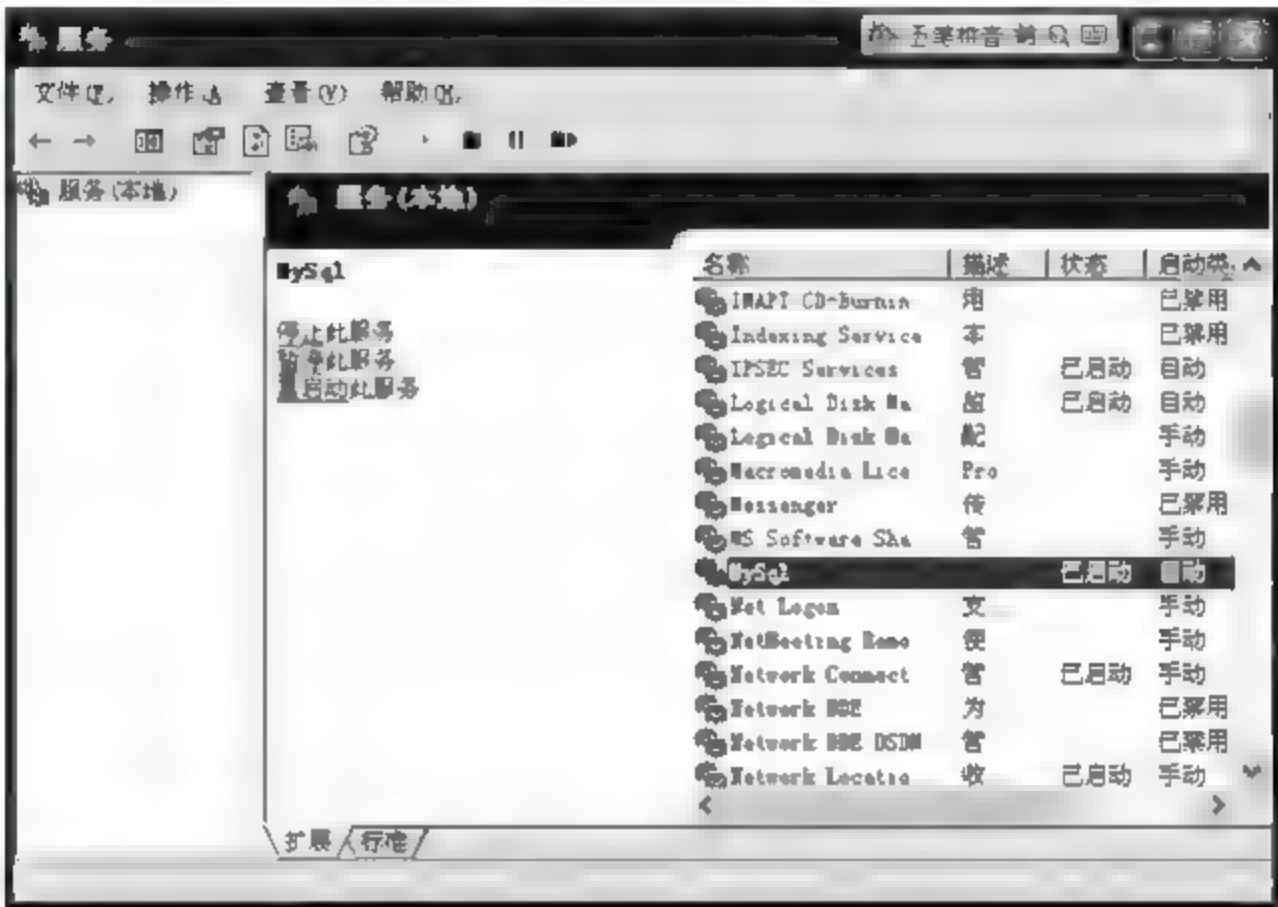 服务
五笔拼音
文件(F) 操作(A) 查看(V) 帮助(H)
服务(本地)
服务(本地)
MySql
停止此服务
暂停此服务
重启动此服务
名称 描述 状态 启动类
IMAPI CD-Burnin 用 已禁用
Indexing Service 本 已禁用
IPSEC Services 管 已启动 自动
Logical Disk Ma 监 已启动 自动
Logical Disk Ma 配 手动
Macromedia Lice Pro 手动
Messenger 传 已禁用
MS Software Sha 管 手动
MySql 已启动 自动
Net Logon 支 手动
NetMeeting Remo 使 手动
Network Connect 管 已启动 手动
Network DDE 为 已禁用
Network DDE DSDM 管 已禁用
Network Locatio 收 已启动 手动
扩展 标准